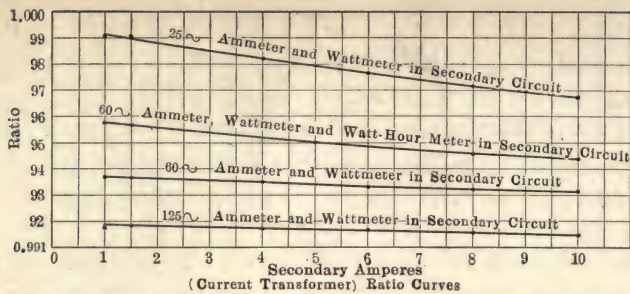 1.000
99
25~ Ammeter and Wattmeter in Secondary Circuit
98
97
96
60~ Ammeter, Wattmeter and Watt-Hour Meter in Secondary Circuit
95
94
60~ Ammeter and Wattmeter in Secondary Circuit
93
92
125~ Ammeter and Wattmeter in Secondary Circuit
0.991
Ratio
0 1 2 3 4 5 6 7 8 9 10
Secondary Amperes
(Current Transformer) Ratio Curves